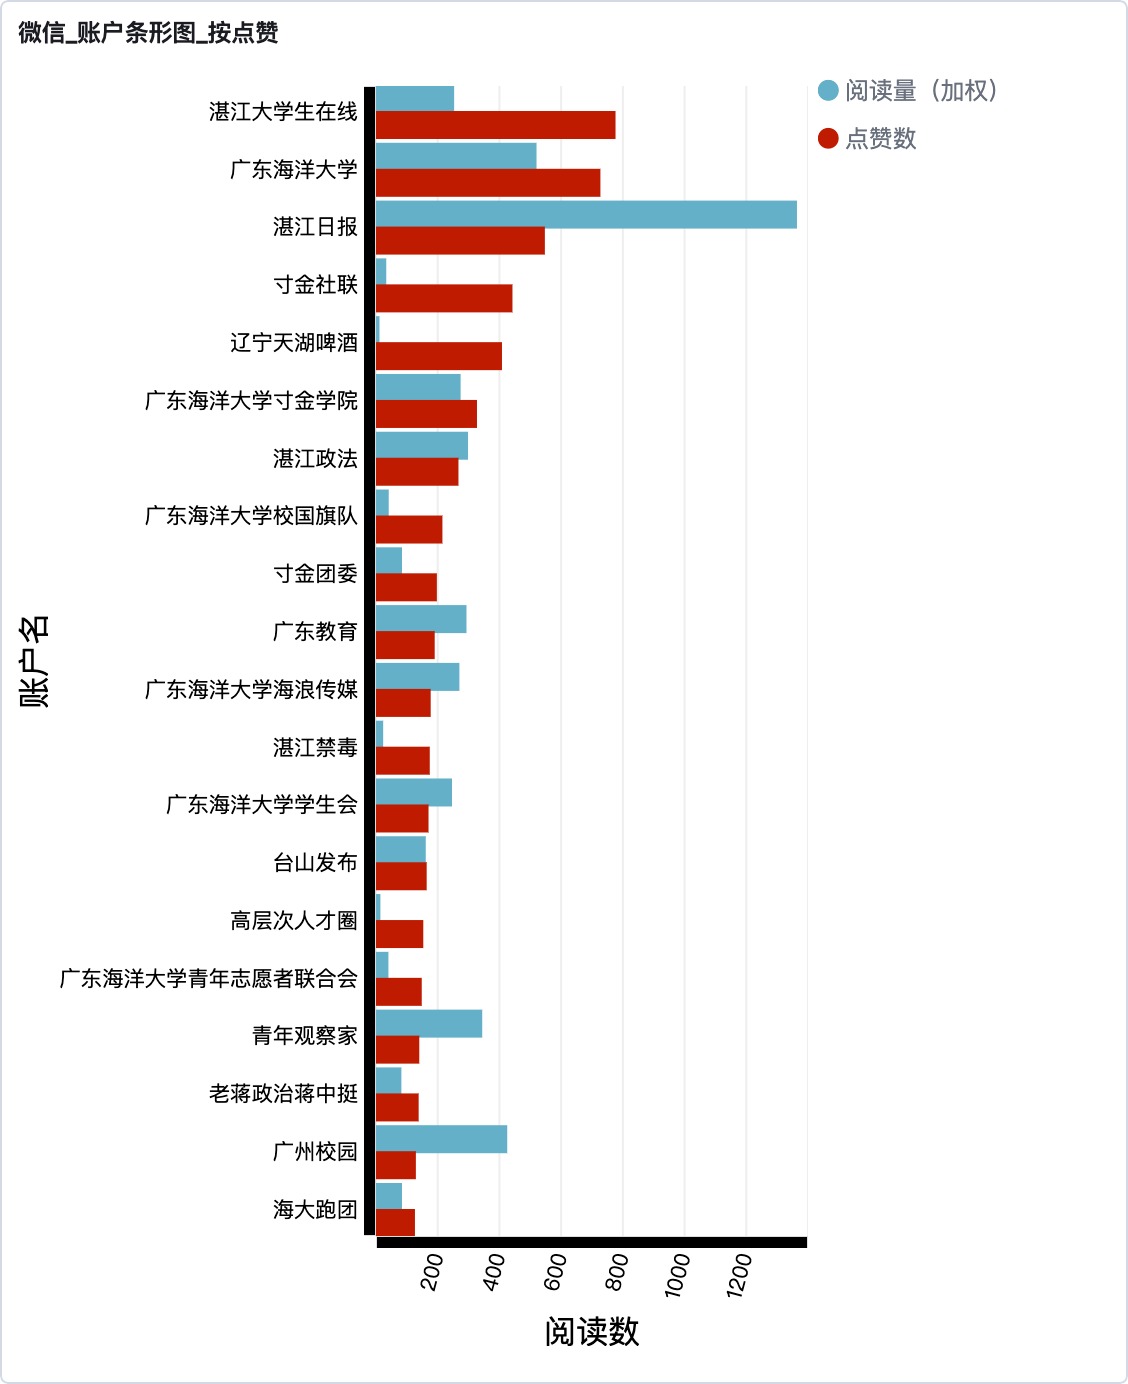 微信_账户条形图_按点赞
阅读量（加权）
点赞数
湛江大学生在线
广东海洋大学
湛江日报
寸金社联
辽宁天湖啤酒
广东海洋大学寸金学院
湛江政法
广东海洋大学校国旗队
寸金团委
广东教育
广东海洋大学海浪传媒
湛江禁毒
广东海洋大学学生会
台山发布
高层次人才圈
广东海洋大学青年志愿者联合会
青年观察家
老蒋政治蒋中挺
广州校园
海大跑团
账户名
200
400
600
800
1000
1200
阅读数